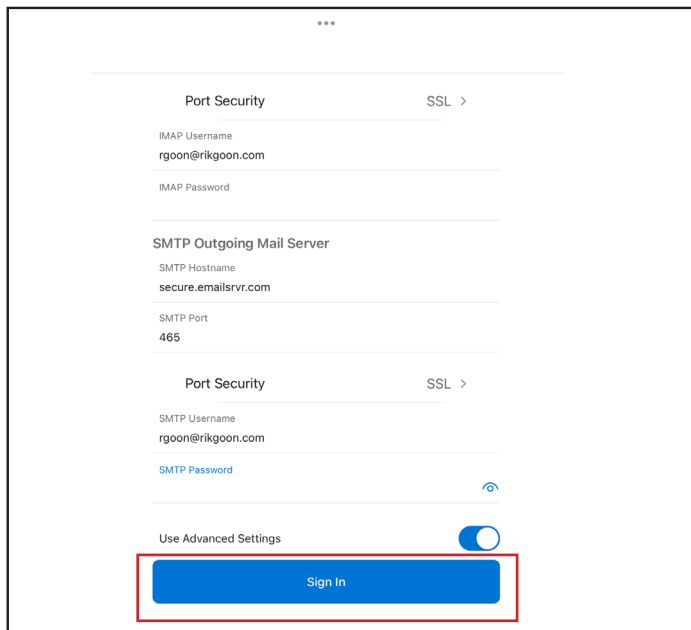 Port Security SSL >
IMAP Username
rgoon@rikgoon.com
IMAP Password
SMTP Outgoing Mail Server
SMTP Hostname
secure.emailsrvr.com
SMTP Port
465
Port Security SSL >
SMTP Username
rgoon@rikgoon.com
SMTP Password
Use Advanced Settings
Sign In